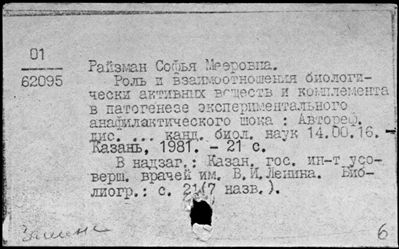 01
62095
Райзман Софья Мееровна.
Роль и взаимоотношения биологи-
чески активных веществ и комплемента
в патогенезе экспериментального
анафилактического шока : Автореф.
дис. ... канд. биол. наук 14.00.16. -
Казань, 1981. - 21 с.
В надзаг.: Казан. гос. ин-т усо-
верш. врачей им. В.И.Ленина. Биб-
лиогр.: с. 21(7 назв.).
6